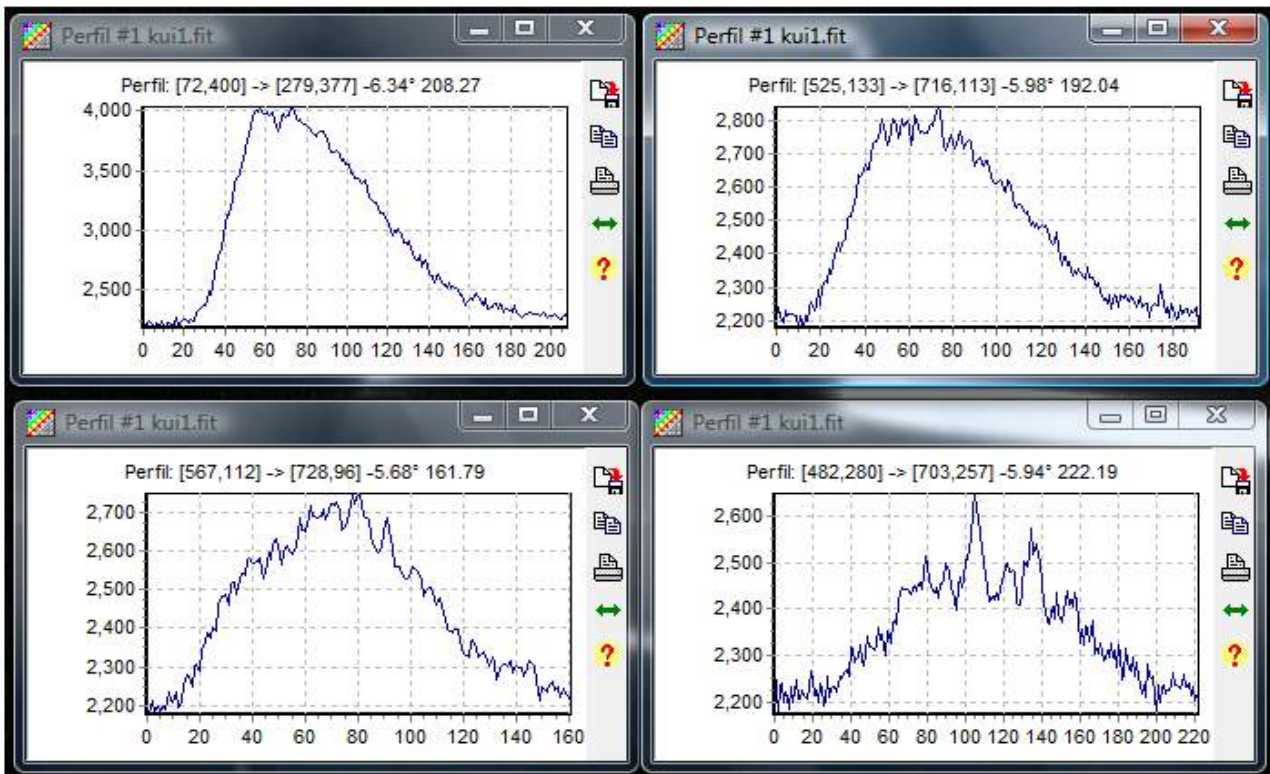 Perfil #1 kui1.fit
Perfil: [72,400] -> [279,377] -6.34° 208.27
4,000
3,500
3,000
2,500
0 20 40 60 80 100 120 140 160 180 200
Perfil #1 kui1.fit
Perfil: [525,133] -> [716,113] -5.98° 192.04
2,800
2,700
2,600
2,500
2,400
2,300
2,200
0 20 40 60 80 100 120 140 160 180
Perfil #1 kui1.fit
Perfil: [567,112] -> [728,96] -5.68° 161.79
2,700
2,600
2,500
2,400
2,300
2,200
0 20 40 60 80 100 120 140 160
Perfil #1 kui1.fit
Perfil: [482,280] -> [703,257] -5.94° 222.19
2,600
2,500
2,400
2,300
2,200
0 20 40 60 80 100 120 140 160 180 200 220